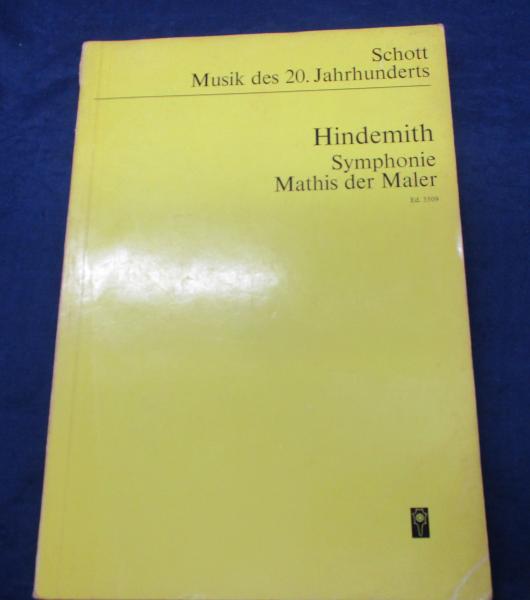 Schott
Musik des 20. Jahrhunderts
Hindemith
Symphonie
Mathis der Maler
Ed. 3509